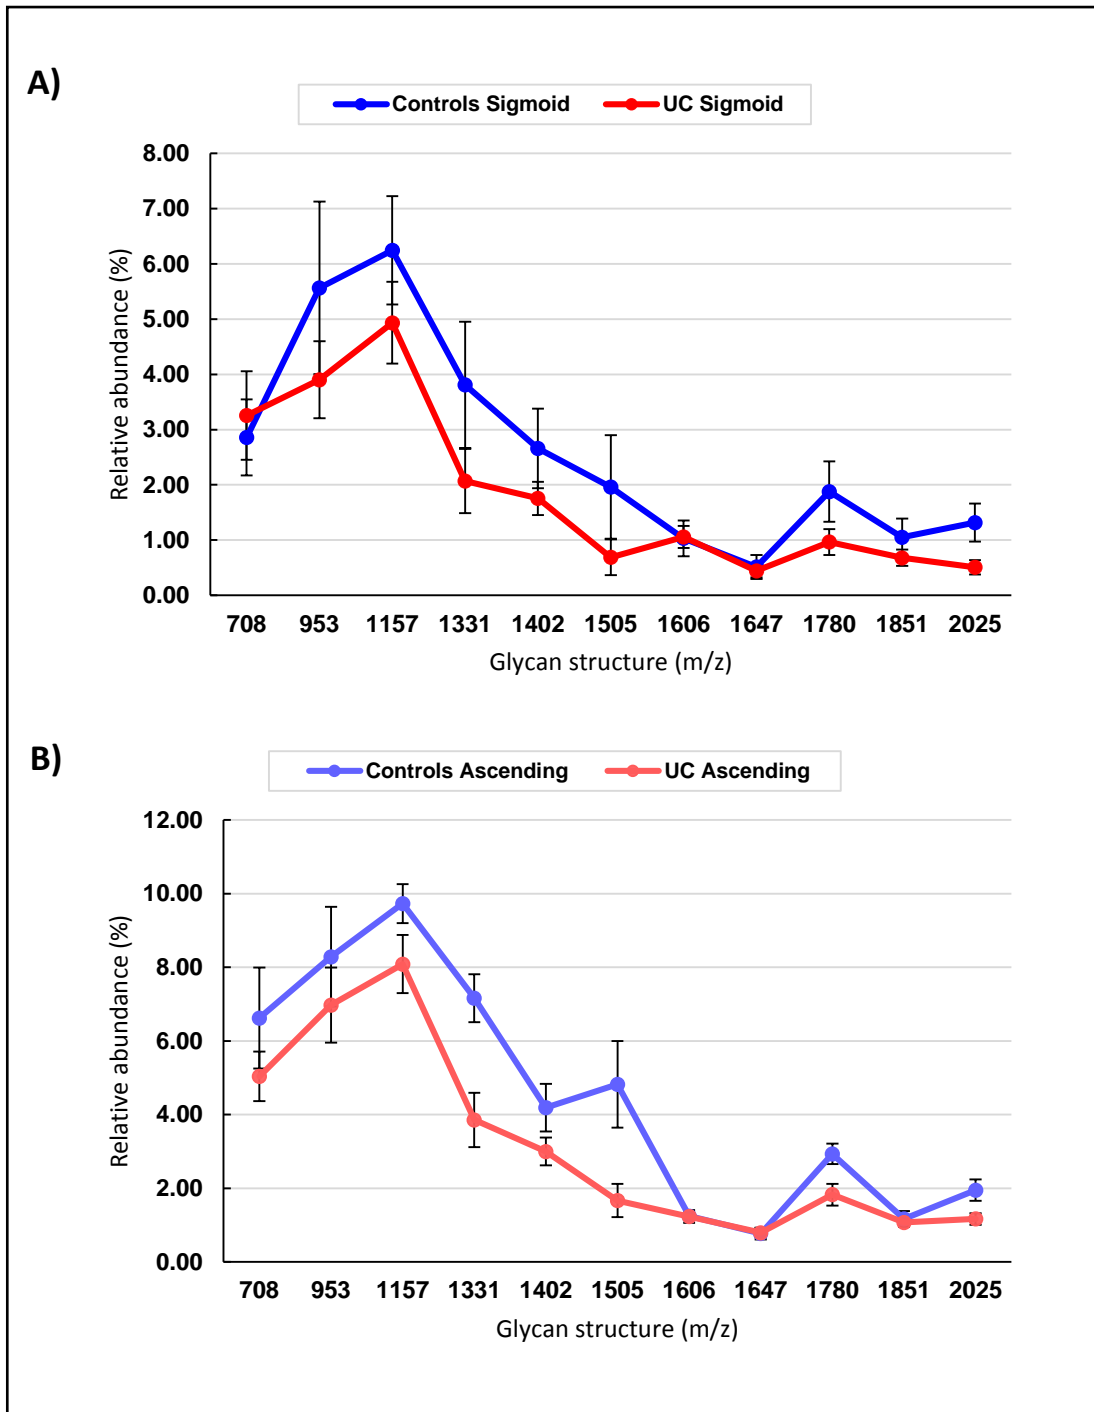 A)
Controls Sigmoid UC Sigmoid
8.00
7.00
6.00
5.00
4.00
3.00
2.00
1.00
0.00
Relative abundance (%)
708 953 1157 1331 1402 1505 1606 1647 1780 1851 2025
Glycan structure (m/z)
B)
Controls Ascending UC Ascending
12.00
10.00
8.00
6.00
4.00
2.00
0.00
Relative abundance (%)
708 953 1157 1331 1402 1505 1606 1647 1780 1851 2025
Glycan structure (m/z)